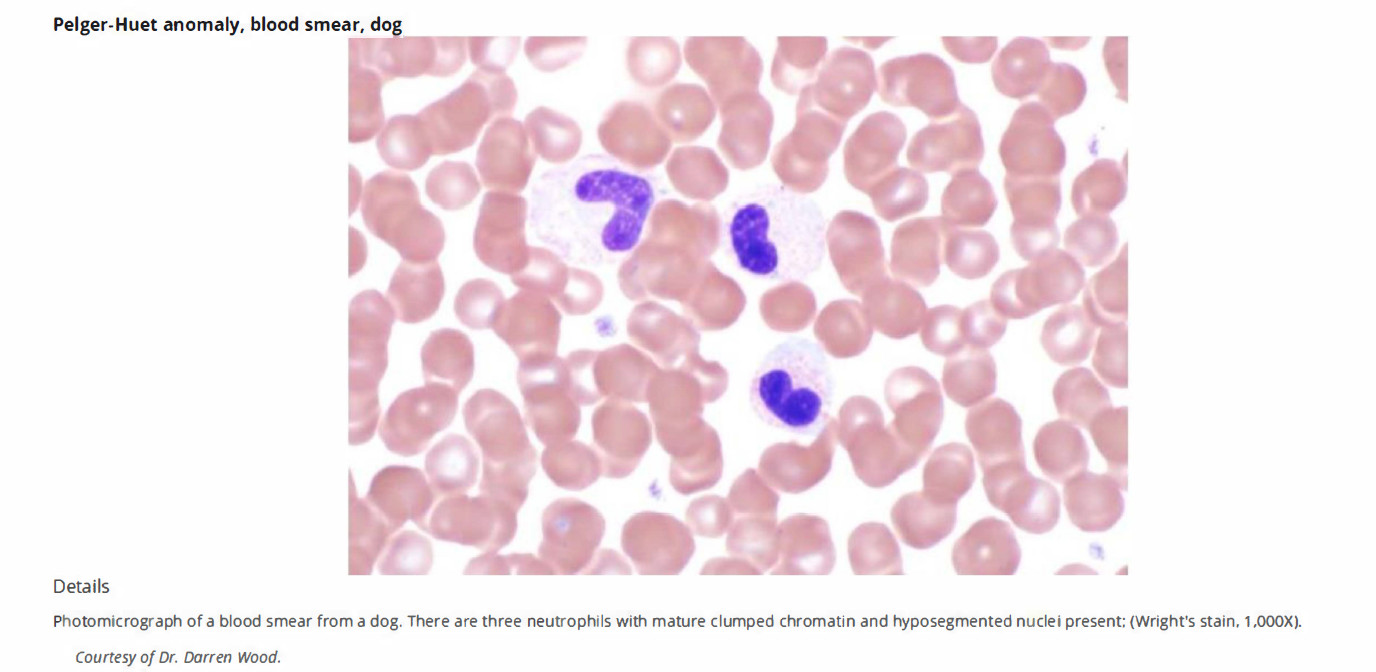 Pelger-Huet anomaly, blood smear, dog
Details
Photomicrograph of a blood smear from a dog. There are three neutrophils with mature clumped chromatin and hyposegmented nuclei present; (Wright's stain, 1,000X).
Courtesy of Dr. Darren Wood.